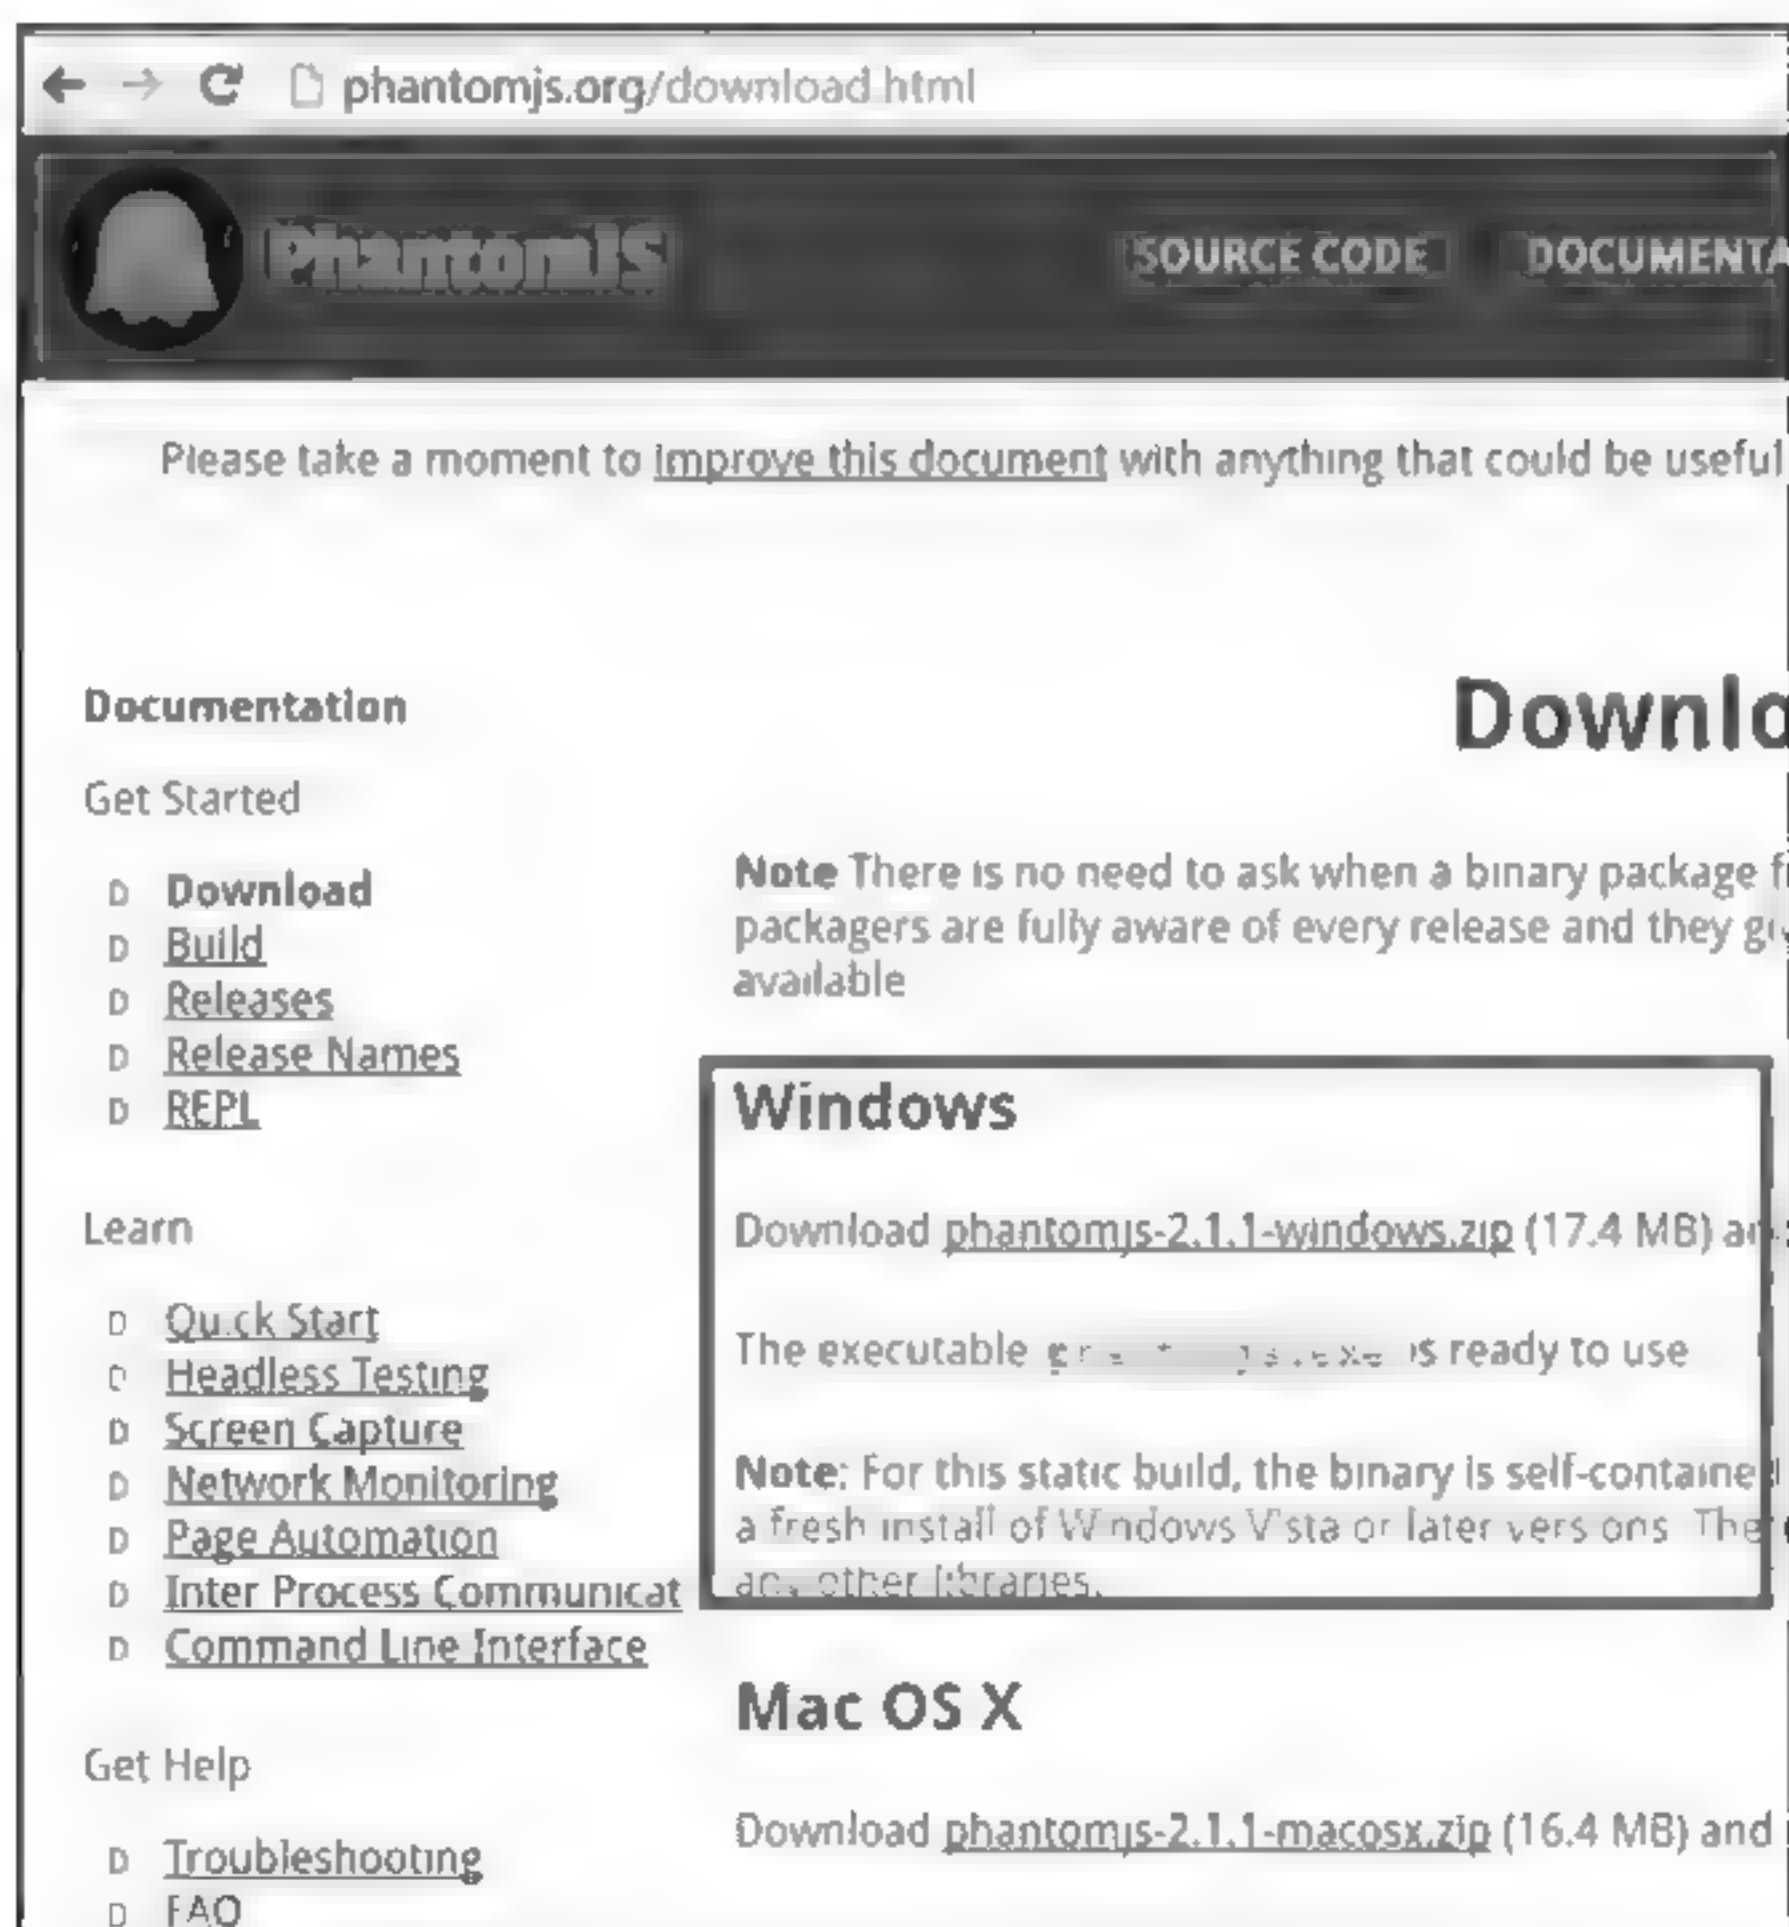 phantomjs.org/download.html
PhantomJS
SOURCE CODE
DOCUMENTA
Please take a moment to improve this document with anything that could be useful
Documentation
Get Started
Download
Build
Releases
Release Names
REPL
Learn
Quick Start
Headless Testing
Screen Capture
Network Monitoring
Page Automation
Inter Process Communicat
Command Line Interface
Get Help
Troubleshooting
FAQ
Downlo
Note There is no need to ask when a binary package f
packagers are fully aware of every release and they gi
available
Windows
Download phantomjs-2.1.1-windows.zip (17.4 MB) an
The executable is ready to use
Note: For this static build, the binary is self-contained
a fresh install of Windows Vista or later versions The
any other libraries.
Mac OS X
Download phantomjs-2.1.1-macosx.zip (16.4 MB) and